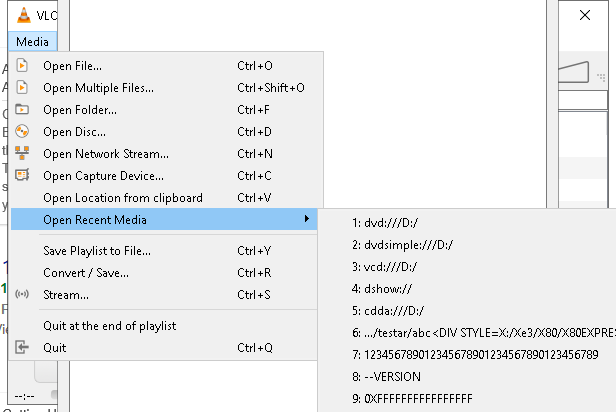 VLC
Media
Open File... Ctrl+O
Open Multiple Files... Ctrl+Shift+O
Open Folder... Ctrl+F
Open Disc... Ctrl+D
Open Network Stream... Ctrl+N
Open Capture Device... Ctrl+C
Open Location from clipboard Ctrl+V
Open Recent Media
1: dvd:///D:/
2: dvdsimple:///D:/
3: vcd:///D:/
4: dshow://
5: cdda:///D:/
6: .../testar/abc<DIV STYLE=X:/Xe3/X80/X80EXPRES
7: 123456789012345678901234567890123456789
8: --VERSION
9: 0XFFFFFFFFFFFFFFFF
Save Playlist to File... Ctrl+Y
Convert / Save... Ctrl+R
Stream... Ctrl+S
Quit at the end of playlist
Quit Ctrl+Q
--:--